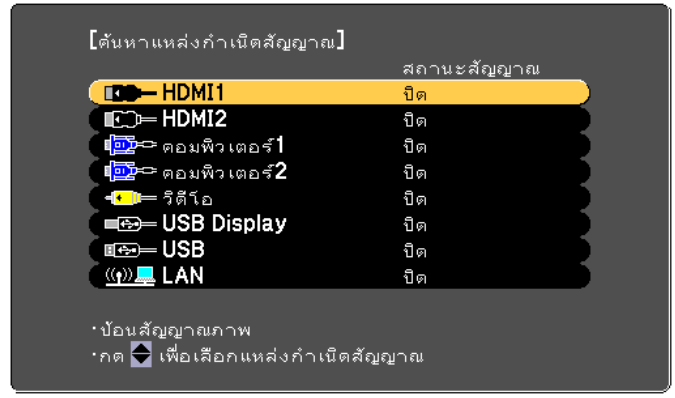 [ค้นหาแหล่งกำเนิดสัญญาณ]
สถานะสัญญาณ
HDMI1 ปิด
HDMI2 ปิด
คอมพิวเตอร์1 ปิด
คอมพิวเตอร์2 ปิด
วิดีโอ ปิด
USB Display ปิด
USB ปิด
LAN ปิด
·ป้อนสัญญาณภาพ
·กด เพื่อเลือกแหล่งกำเนิดสัญญาณ